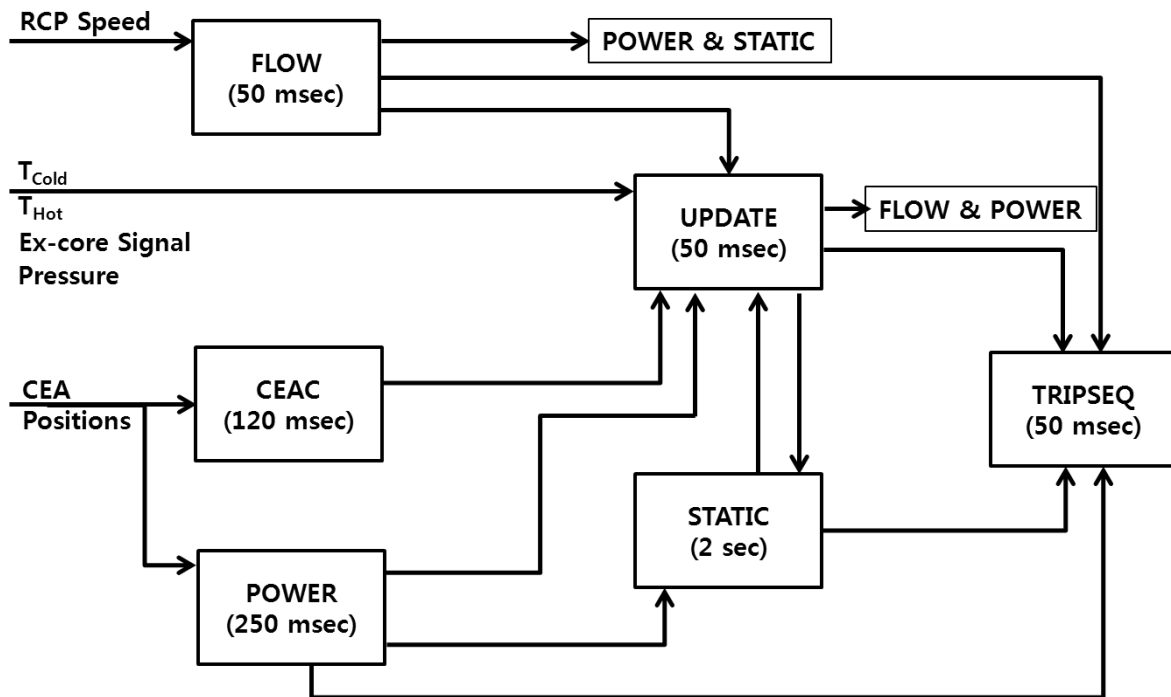 RCP Speed
FLOW
(50 msec)
POWER & STATIC
TCold
THot
Ex-core Signal
Pressure
UPDATE
(50 msec)
FLOW & POWER
CEA
Positions
CEAC
(120 msec)
TRIPSEQ
(50 msec)
STATIC
(2 sec)
POWER
(250 msec)